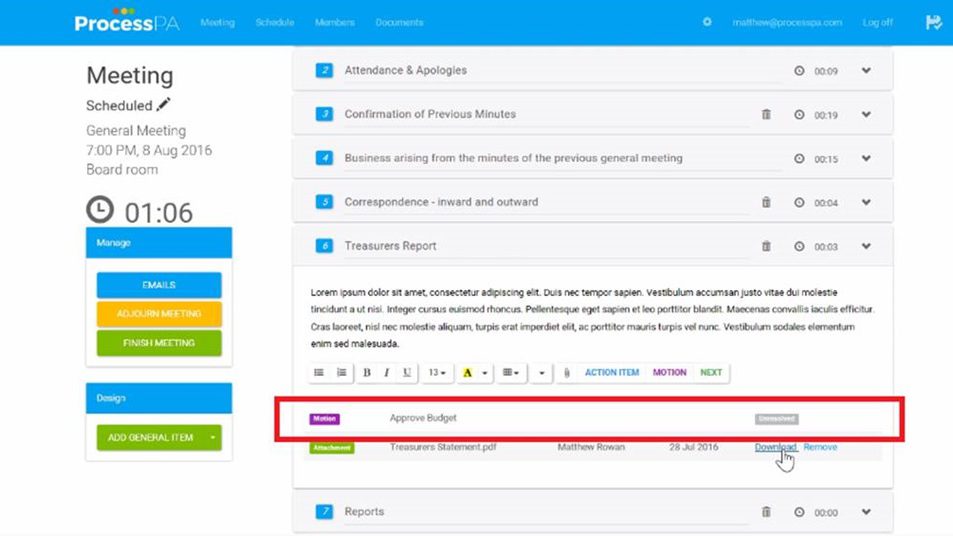 ProcessPA Meeting Schedule Members Documents matthew@processpa.com Log off
Meeting
Scheduled
General Meeting
7:00 PM, 8 Aug 2016
Board room
01:06
Manage
EMAILS
ADJOURN MEETING
FINISH MEETING
Design
ADD GENERAL ITEM
2 Attendance & Apologies 00:09
3 Confirmation of Previous Minutes 00:19
4 Business arising from the minutes of the previous general meeting 00:15
5 Correspondence - inward and outward 00:04
6 Treasurers Report 00:03
Lorem ipsum dolor sit amet, consectetur adipiscing elit. Duis nec tempor sapien. Vestibulum accumsan justo vitae dui molestie
tincidunt a ut nisi. Integer cursus euismod rhoncus. Pellentesque eget sapien et leo porttitor blandit. Maecenas convallis iaculis efficitur.
Cras laoreet, nisl nec molestie aliquam, turpis erat imperdiet elit, ac porttitor mauris turpis vel nunc. Vestibulum sodales elementum
enim sed malesuada.
B I U 13 A ACTION ITEM MOTION NEXT
Motion Approve Budget Unresolved
Attachment Treasurers Statement.pdf Matthew Rowan 28 Jul 2016 Download Remove
7 Reports 00:00